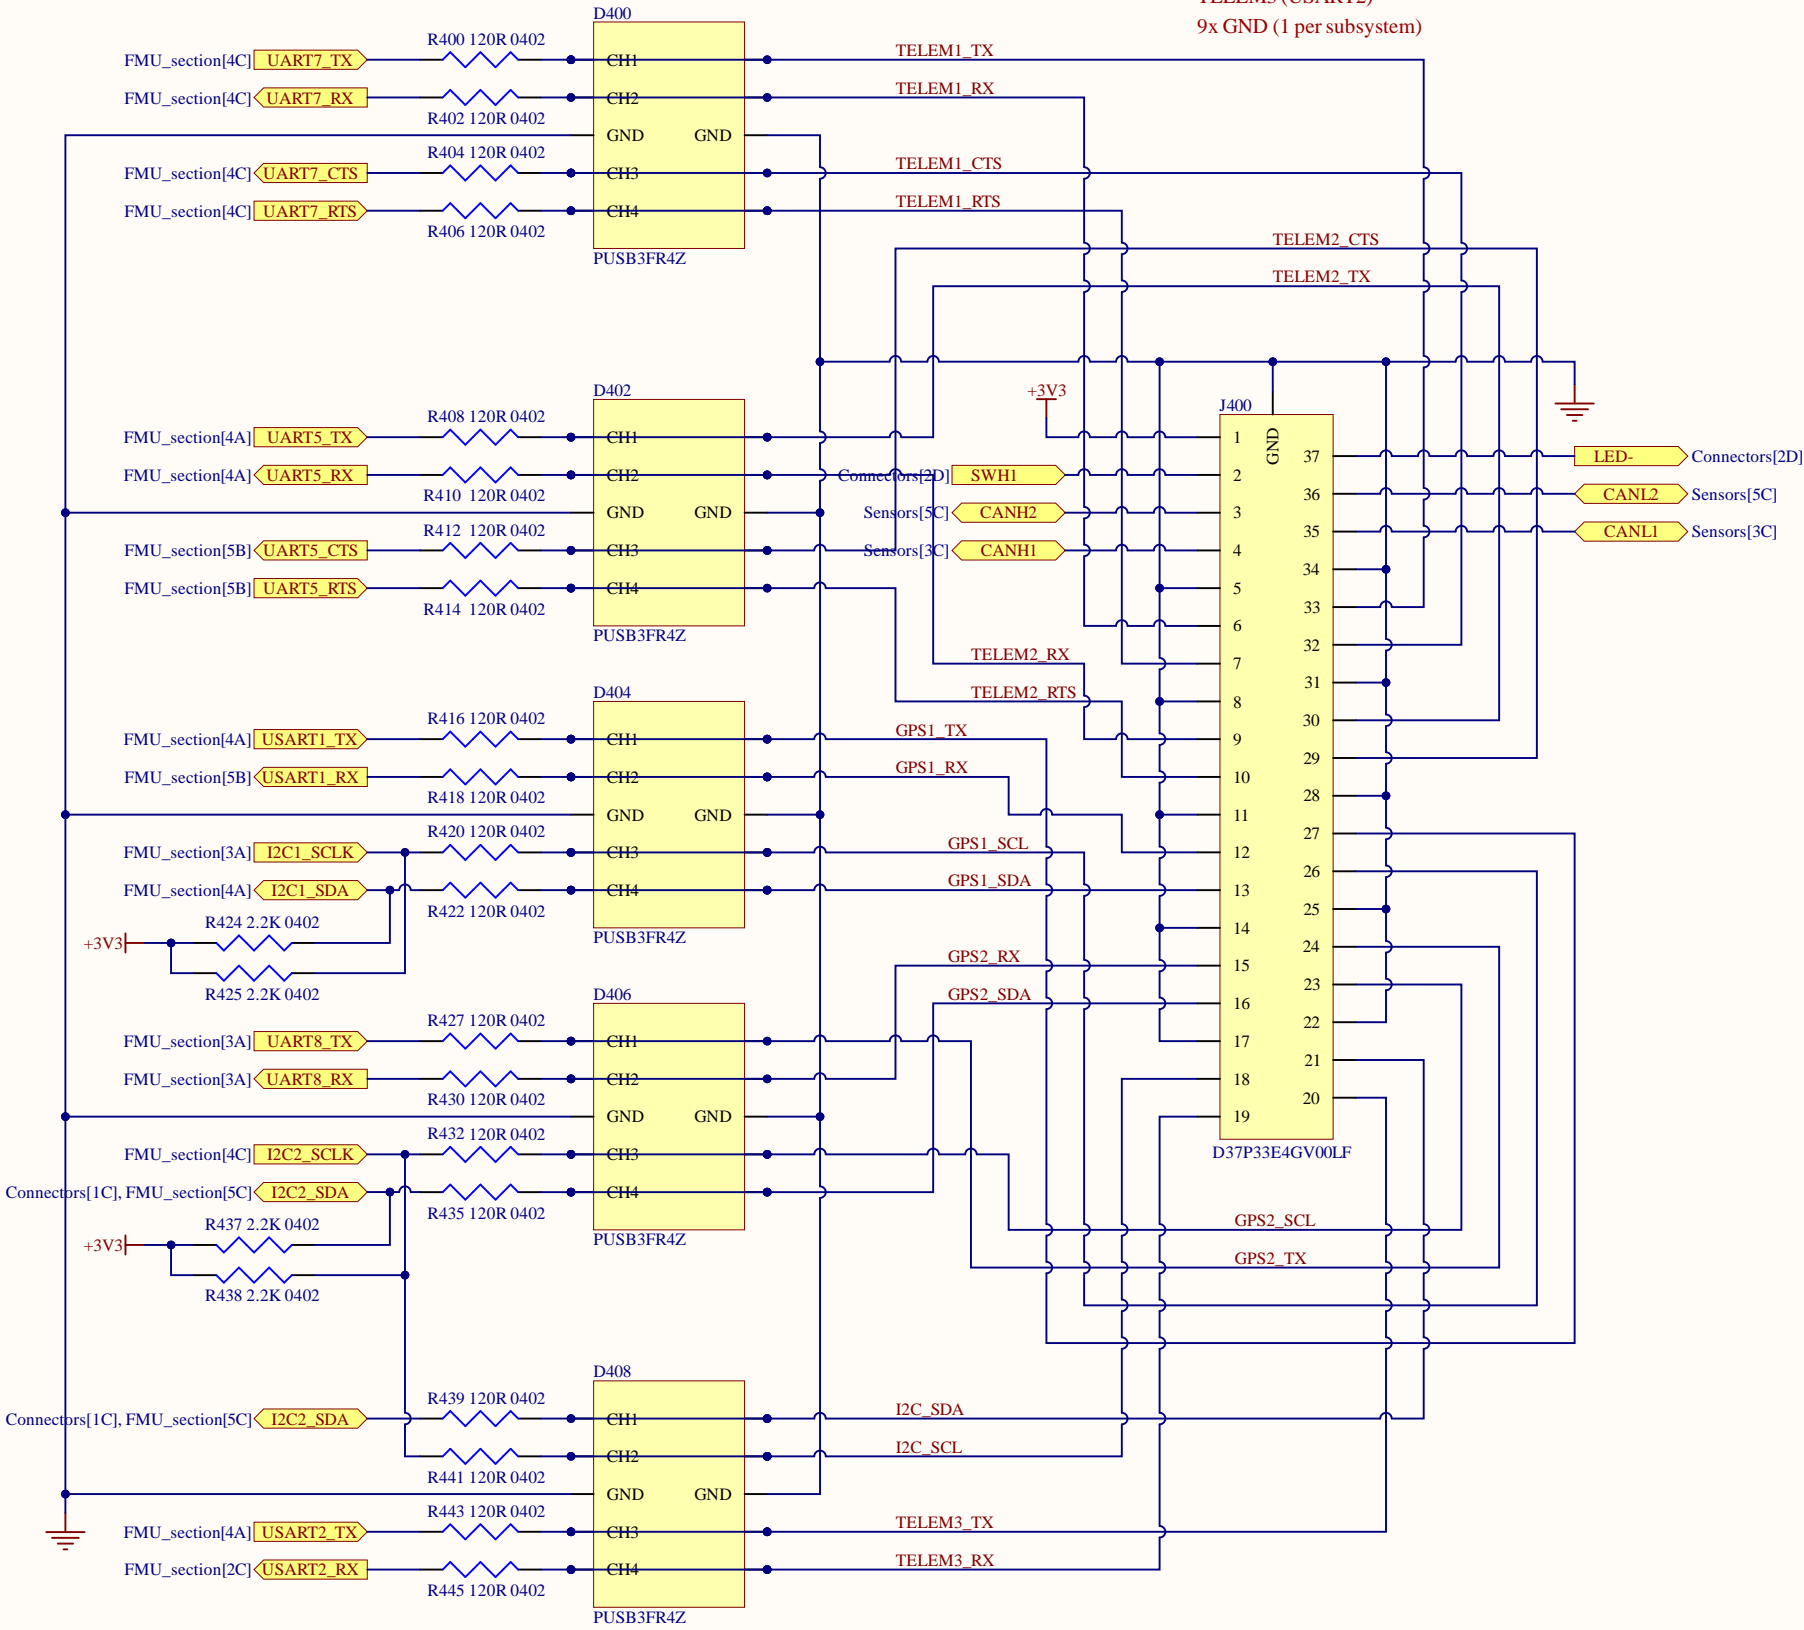 9x GND (1 per subsystem)
D400
FMU_section[4C] UART7_TX R400 120R 0402 CH1 TELEM1_TX
FMU_section[4C] UART7_RX R402 120R 0402 CH2 TELEM1_RX
GND GND
FMU_section[4C] UART7_CTS R404 120R 0402 CH3 TELEM1_CTS
FMU_section[4C] UART7_RTS R406 120R 0402 CH4 TELEM1_RTS
PUSB3FR4Z
TELEM2_CTS
TELEM2_TX
D402
FMU_section[4A] UART5_TX R408 120R 0402 CH1
FMU_section[4A] UART5_RX R410 120R 0402 CH2
GND GND
FMU_section[5B] UART5_CTS R412 120R 0402 CH3
FMU_section[5B] UART5_RTS R414 120R 0402 CH4
PUSB3FR4Z
TELEM2_RX
TELEM2_RTS
D404
FMU_section[4A] USART1_TX R416 120R 0402 CH1 GPS1_TX
FMU_section[5B] USART1_RX R418 120R 0402 CH2 GPS1_RX
GND GND
FMU_section[3A] I2C1_SCLK R420 120R 0402 CH3 GPS1_SCL
FMU_section[4A] I2C1_SDA R422 120R 0402 CH4 GPS1_SDA
PUSB3FR4Z
R424 2.2K 0402
+3V3
R425 2.2K 0402
GPS2_RX
GPS2_SDA
D406
FMU_section[3A] UART8_TX R427 120R 0402 CH1
FMU_section[3A] UART8_RX R430 120R 0402 CH2
GND GND
FMU_section[4C] I2C2_SCLK R432 120R 0402 CH3
Connectors[1C], FMU_section[5C] I2C2_SDA R435 120R 0402 CH4
PUSB3FR4Z
R437 2.2K 0402
+3V3
R438 2.2K 0402
GPS2_SCL
GPS2_TX
D408
Connectors[1C], FMU_section[5C] I2C2_SDA R439 120R 0402 CH1 I2C_SDA
R441 120R 0402 CH2 I2C_SCL
GND GND
FMU_section[4A] USART2_TX R443 120R 0402 CH3 TELEM3_TX
FMU_section[2C] USART2_RX R445 120R 0402 CH4 TELEM3_RX
PUSB3FR4Z
+3V3
J400
GND
1
Connectors[2D] SWH1 2
Sensors[5C] CANH2 3
Sensors[3C] CANH1 4
5
6
7
8
9
10
11
12
13
14
15
16
17
18
19
37 LED- Connectors[2D]
36 CANL2 Sensors[5C]
35 CANL1 Sensors[3C]
34
33
32
31
30
29
28
27
26
25
24
23
22
21
20
D37P33E4GV00LF